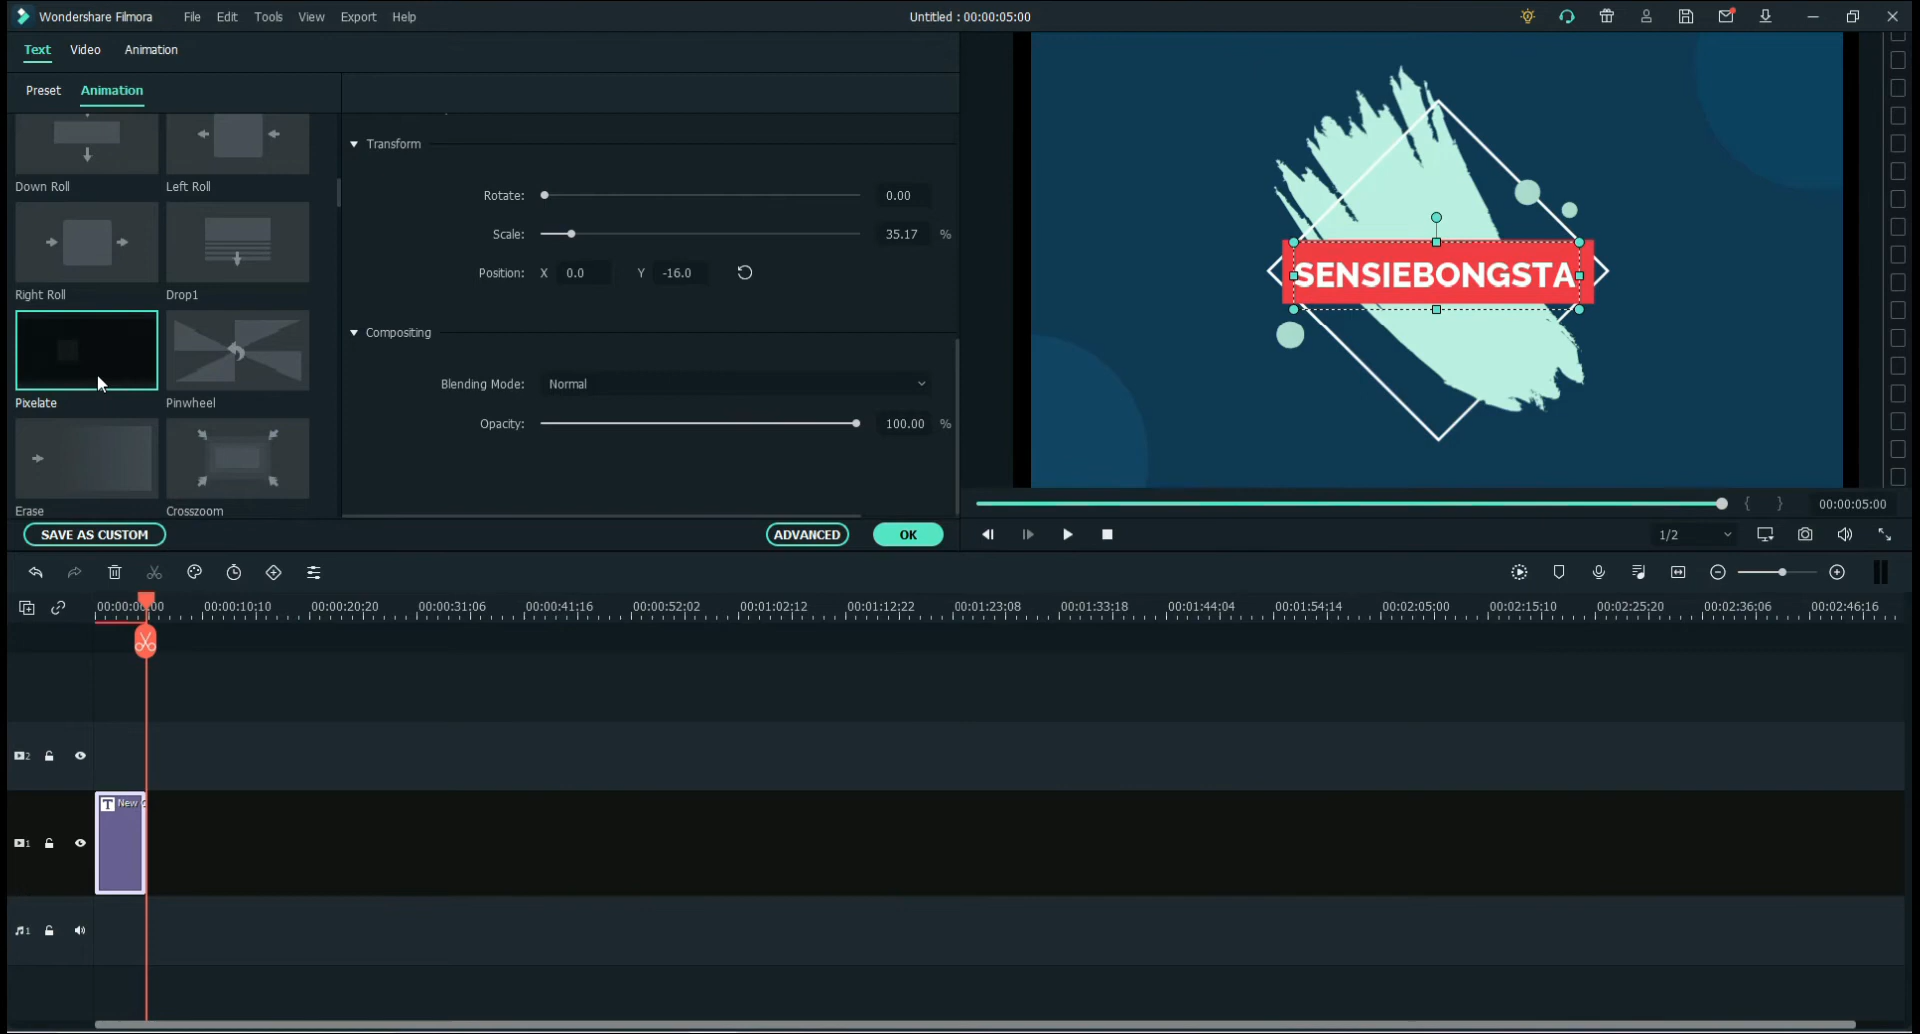 Wondershare Filmora File Edit Tools View Export Help Untitled : 00:00:05:00
Text Video Animation
Preset Animation
Down Roll Left Roll
Right Roll Drop1
Pixelate Pinwheel
Erase Crosszoom
SAVE AS CUSTOM
Transform
Rotate: 0.00
Scale: 35.17 %
Position: X 0.0 Y -16.0
Compositing
Blending Mode: Normal
Opacity: 100.00 %
ADVANCED OK
SENSIEBONGSTA
{ } 00:00:05:00
1/2
00:00:10:10 00:00:20:20 00:00:31:06 00:00:41:16 00:00:52:02 00:01:02:12 00:01:12:22 00:01:23:08 00:01:33:18 00:01:44:04 00:01:54:14 00:02:05:00 00:02:15:10 00:02:25:20 00:02:36:06 00:02:46:16
2
T New
1
1